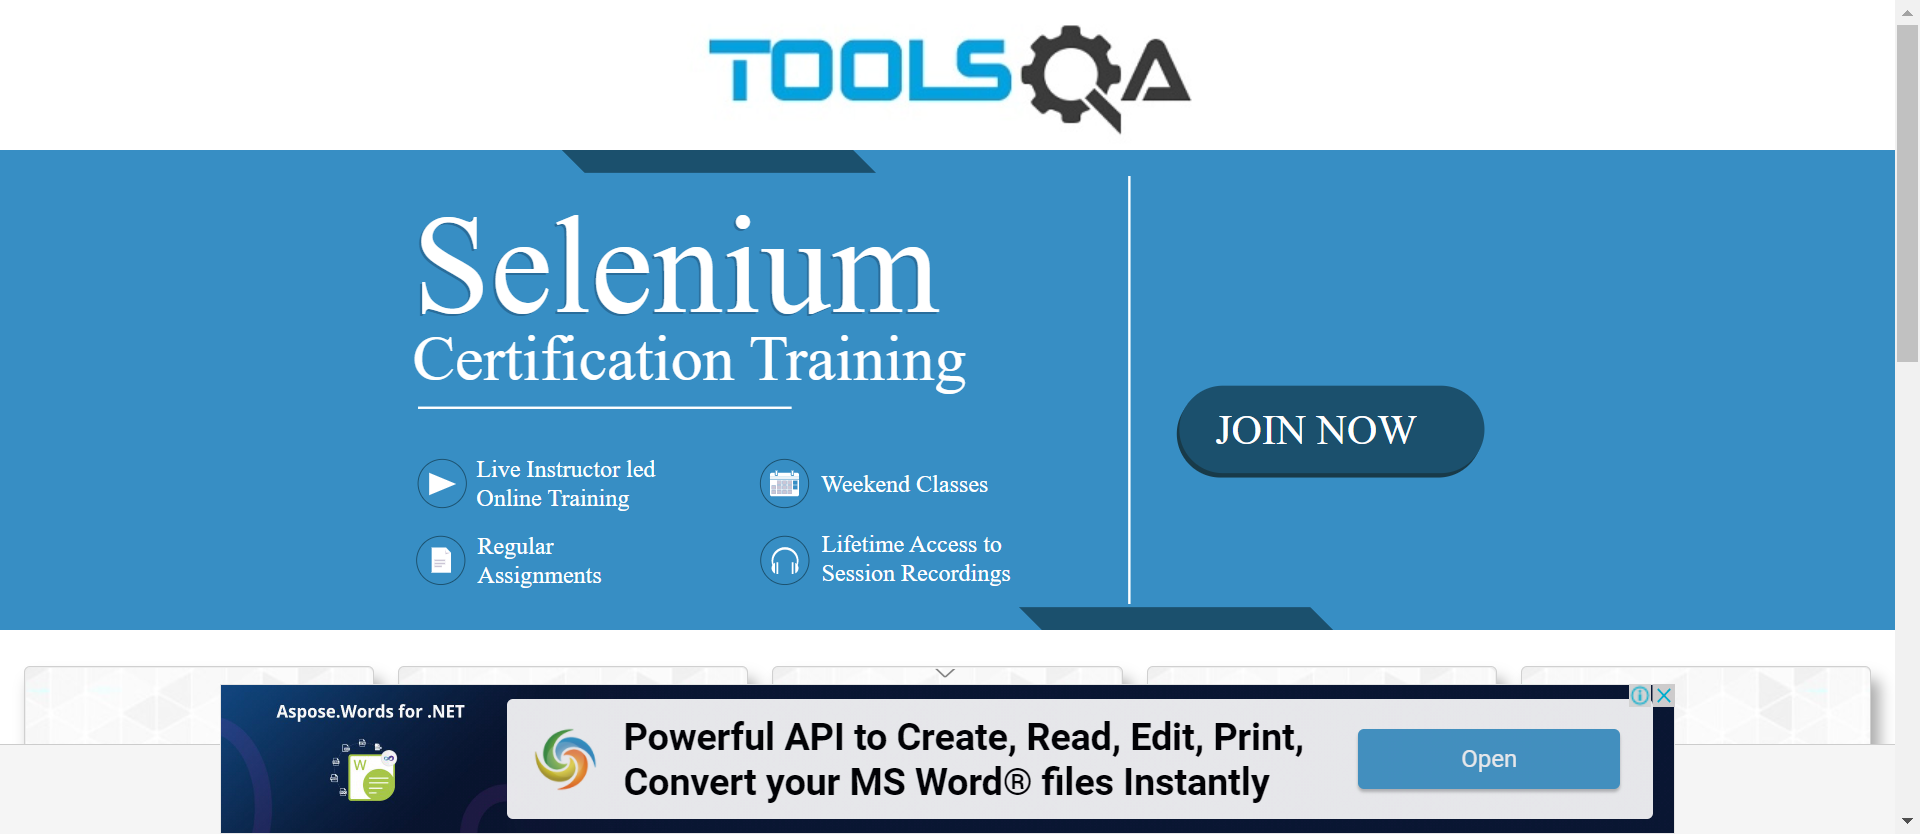 TOOLSQA
Selenium
Certification Training
Live Instructor led
Online Training
Weekend Classes
Regular
Assignments
Lifetime Access to
Session Recordings
JOIN NOW
Aspose.Words for .NET
W
Powerful API to Create, Read, Edit, Print,
Convert your MS Word® files Instantly
Open